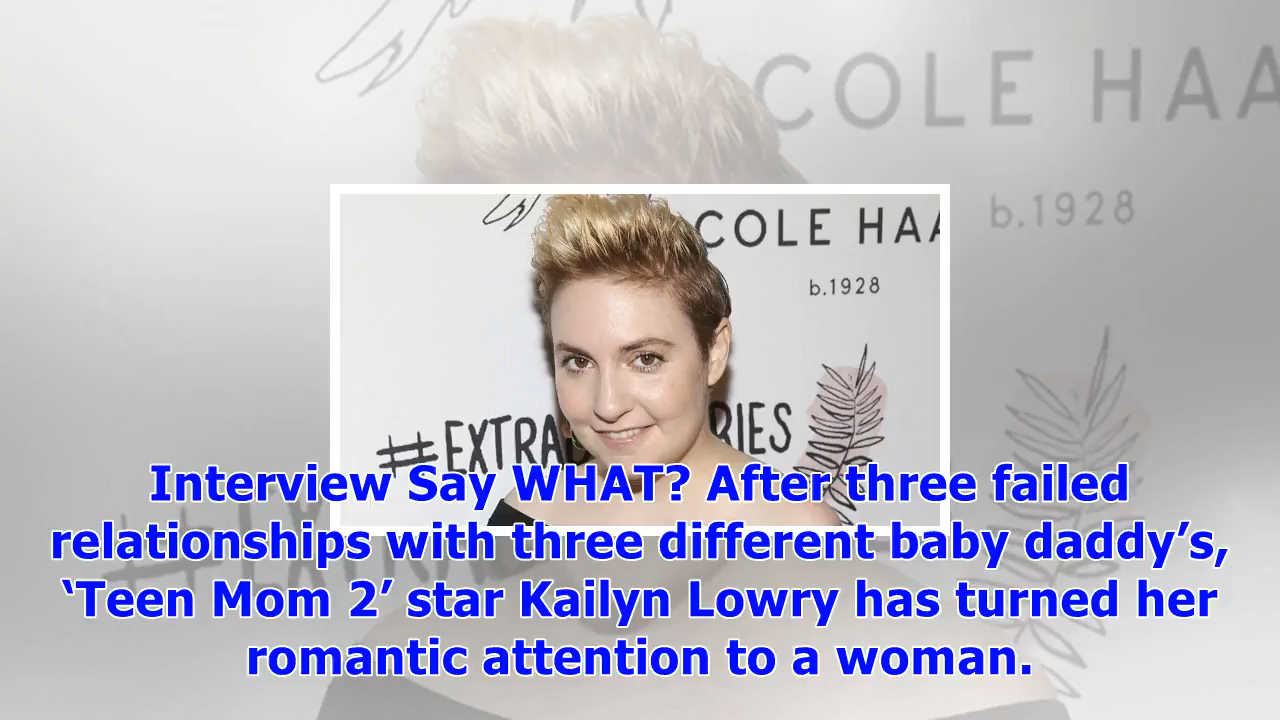 COLE HAA
b.1928
COLE HAA
b.1928
#EXTRA RIES
Interview Say WHAT? After three failed
relationships with three different baby daddy’s,
‘Teen Mom 2’ star Kailyn Lowry has turned her
romantic attention to a woman.